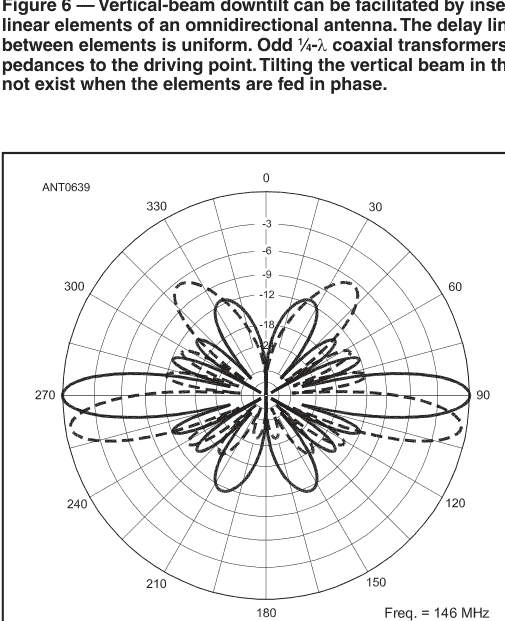 Figure 6 — Vertical-beam downtilt can be facilitated by inse
linear elements of an omnidirectional antenna. The delay lin
between elements is uniform. Odd ¼-λ coaxial transformers
pedances to the driving point. Tilting the vertical beam in th
not exist when the elements are fed in phase.
ANT0639
0
330
30
-3
-6
-9
300
60
-12
-18
270
90
240
120
210
150
180
Freq. = 146 MHz